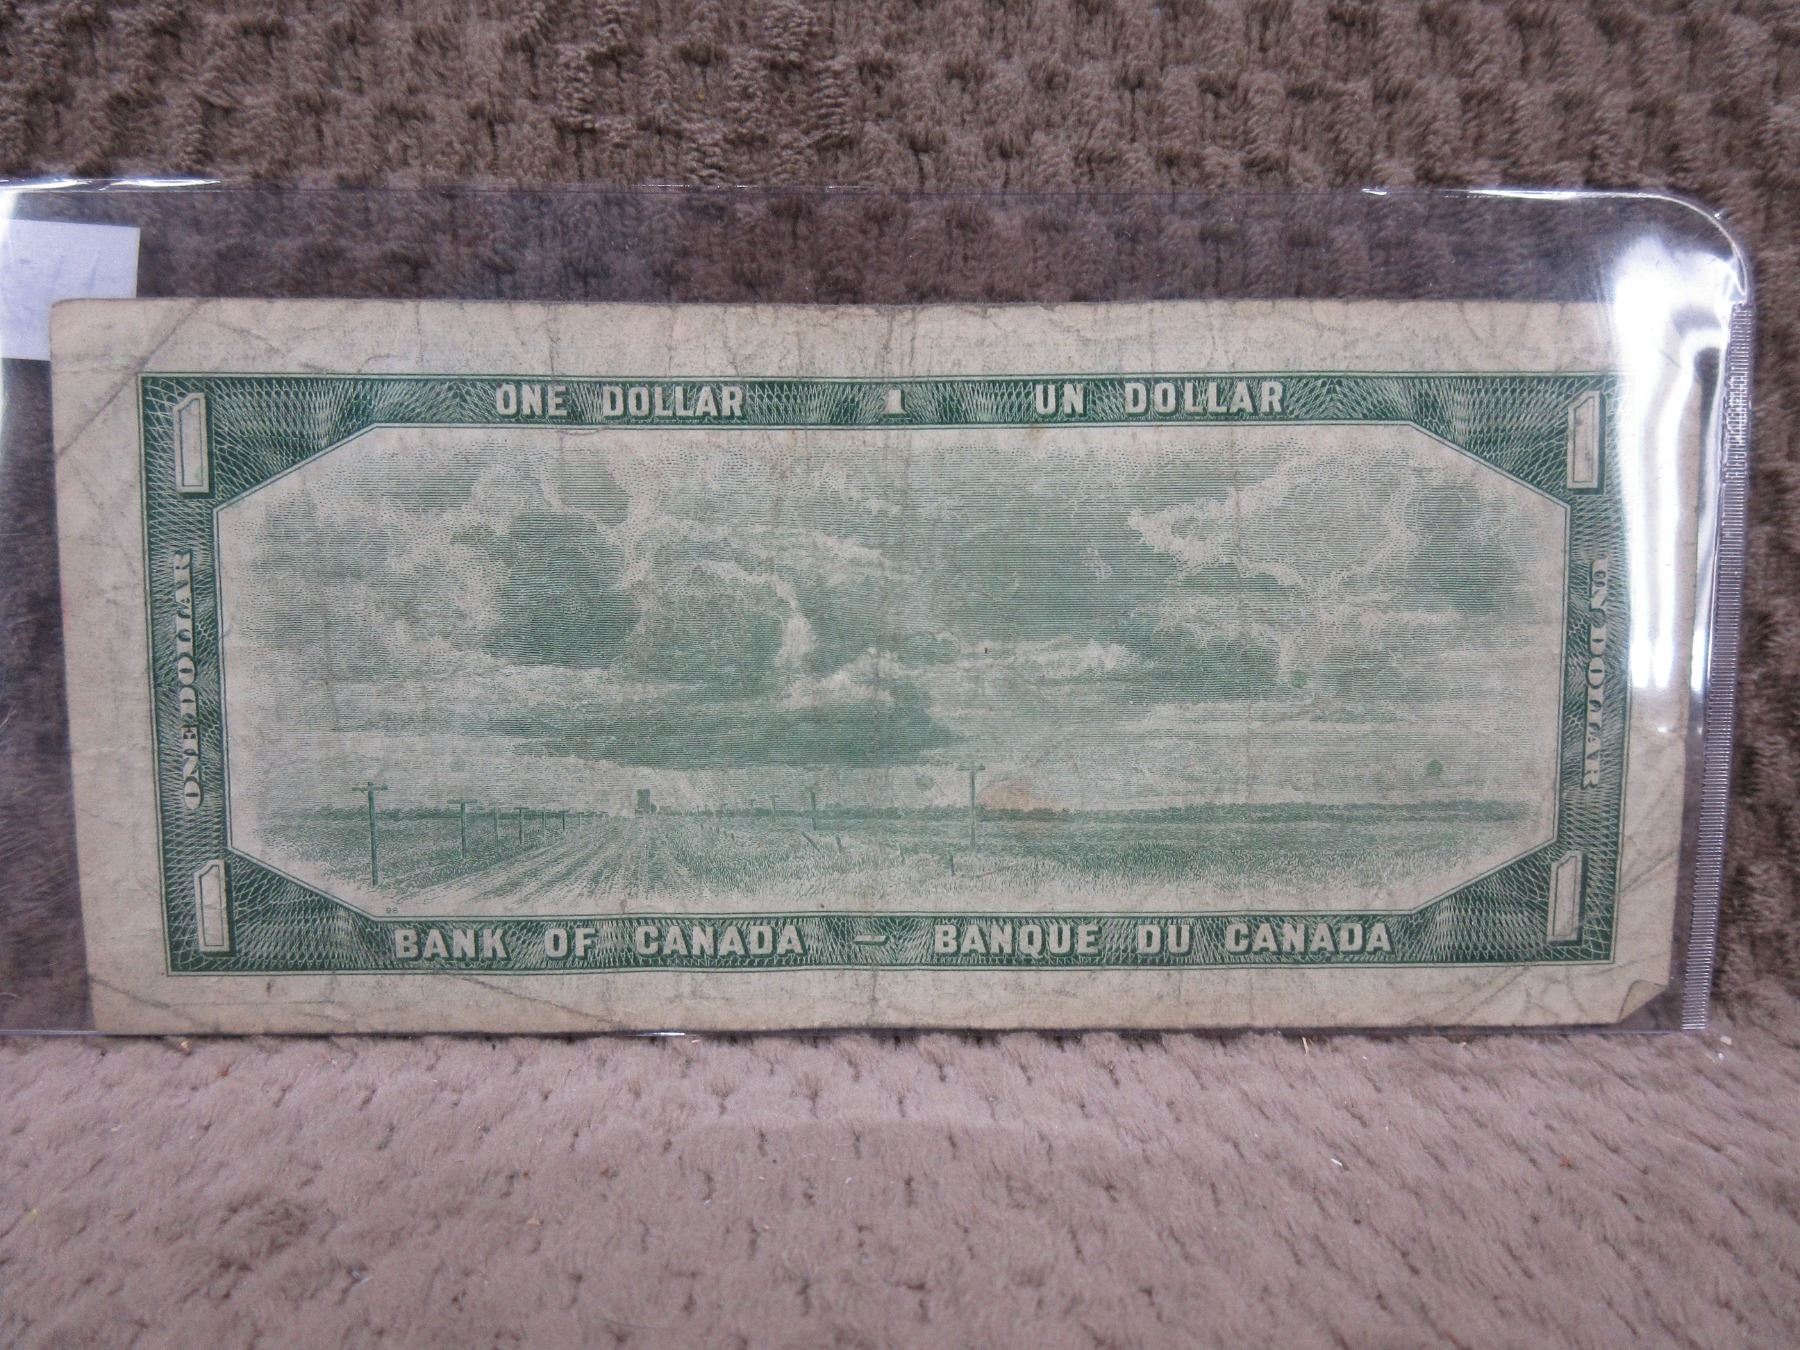 ONE DOLLAR 1 UN DOLLAR
1 1
ONE DOLLAR
UN DOLLAR
1 1
98
BANK OF CANADA – BANQUE DU CANADA